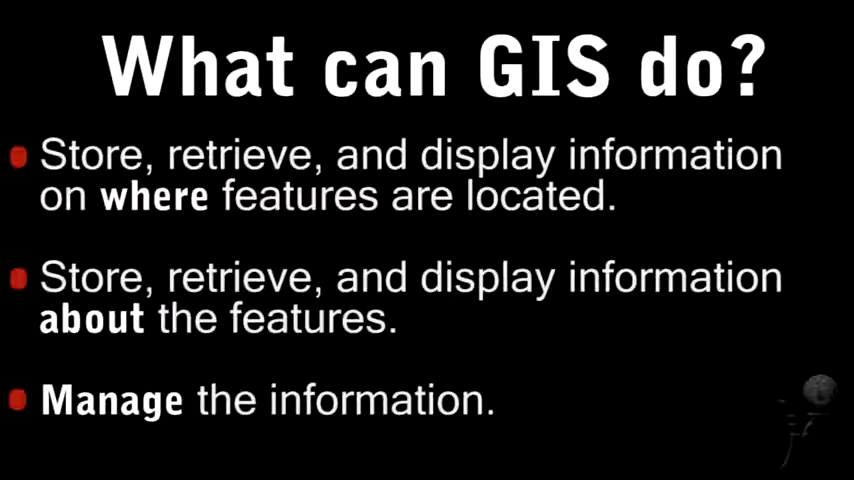 What can GIS do?
Store, retrieve, and display information
on where features are located.
Store, retrieve, and display information
about the features.
Manage the information.